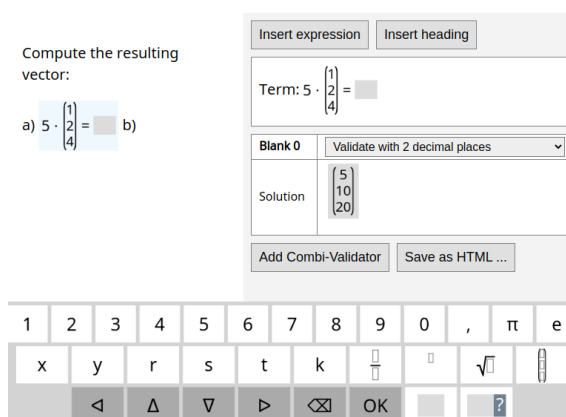 Compute the resulting
vector:
a) 5 · (1 2 4) = b)
Insert expression Insert heading
Term: 5 · (1 2 4) =
Blank 0 Validate with 2 decimal places
Solution (5 10 20)
Add Combi-Validator Save as HTML ...
1 2 3 4 5 6 7 8 9 0 , π e
x y r s t k √
OK ?